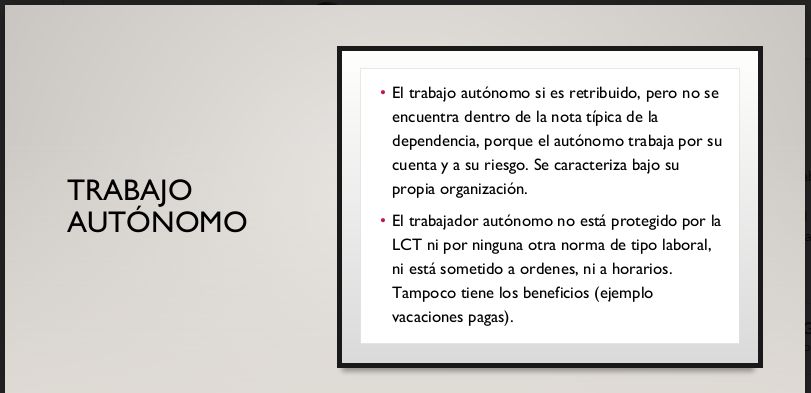 TRABAJO
AUTÓNOMO
• El trabajo autónomo si es retribuido, pero no se
encuentra dentro de la nota típica de la
dependencia, porque el autónomo trabaja por su
cuenta y a su riesgo. Se caracteriza bajo su
propia organización.
• El trabajador autónomo no está protegido por la
LCT ni por ninguna otra norma de tipo laboral,
ni está sometido a ordenes, ni a horarios.
Tampoco tiene los beneficios (ejemplo
vacaciones pagas).